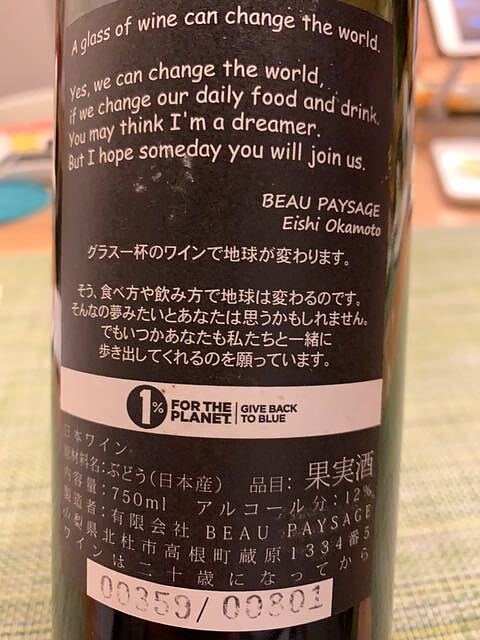 A glass of wine can change the world.
Yes, we can change the world,
if we change our daily food and drink.
You may think I'm a dreamer.
But I hope someday you will join us.
BEAU PAYSAGE
Eishi Okamoto
グラス一杯のワインで地球が変わります。
そう、食べ方や飲み方で地球は変わるのです。
そんなの夢みたいとあなたは思うかもしれません。
でもいつかあなたも私たちと一緒に
歩き出してくれるのを願っています。
1% FOR THE PLANET. GIVE BACK TO BLUE
日本ワイン
原材料名:ぶどう(日本産) 品目: 果実酒
内容量:750ml アルコール分:12%
製造者:有限会社 BEAU PAYSAGE
山梨県北杜市高根町蔵原1334番5
ワインは二十歳になってから
00359/00801